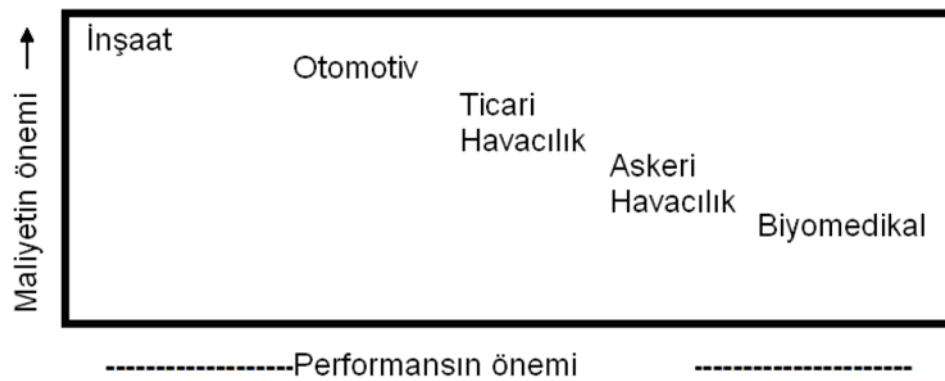 İnşaat
Otomotiv
Ticari
Havacılık
Askeri
Havacılık
Biyomedikal
Maliyetin önemi
Performansın önemi